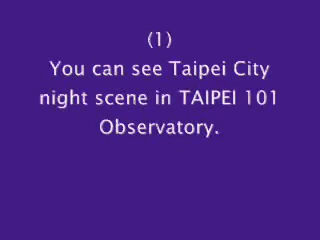 (1)
You can see Taipei City
night scene in TAIPEI 101
Observatory.